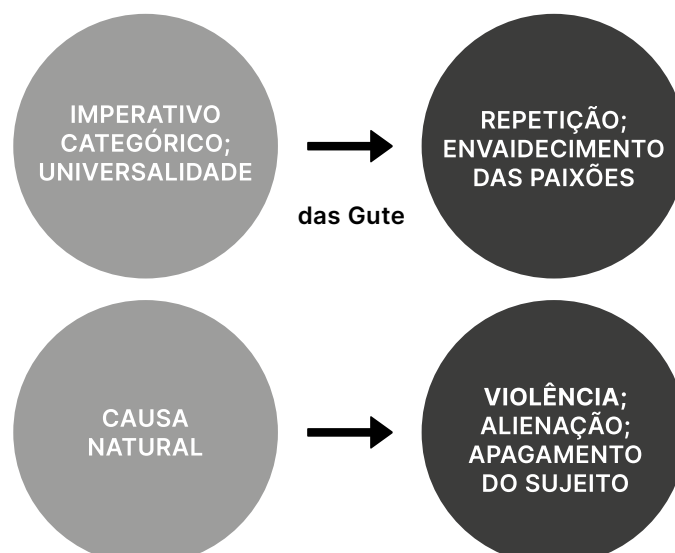 IMPERATIVO
CATEGÓRICO;
UNIVERSALIDADE
REPETIÇÃO;
ENVAIDECIMENTO
DAS PAIXÕES
das Gute
CAUSA
NATURAL
VIOLÊNCIA;
ALIENAÇÃO;
APAGAMENTO
DO SUJEITO